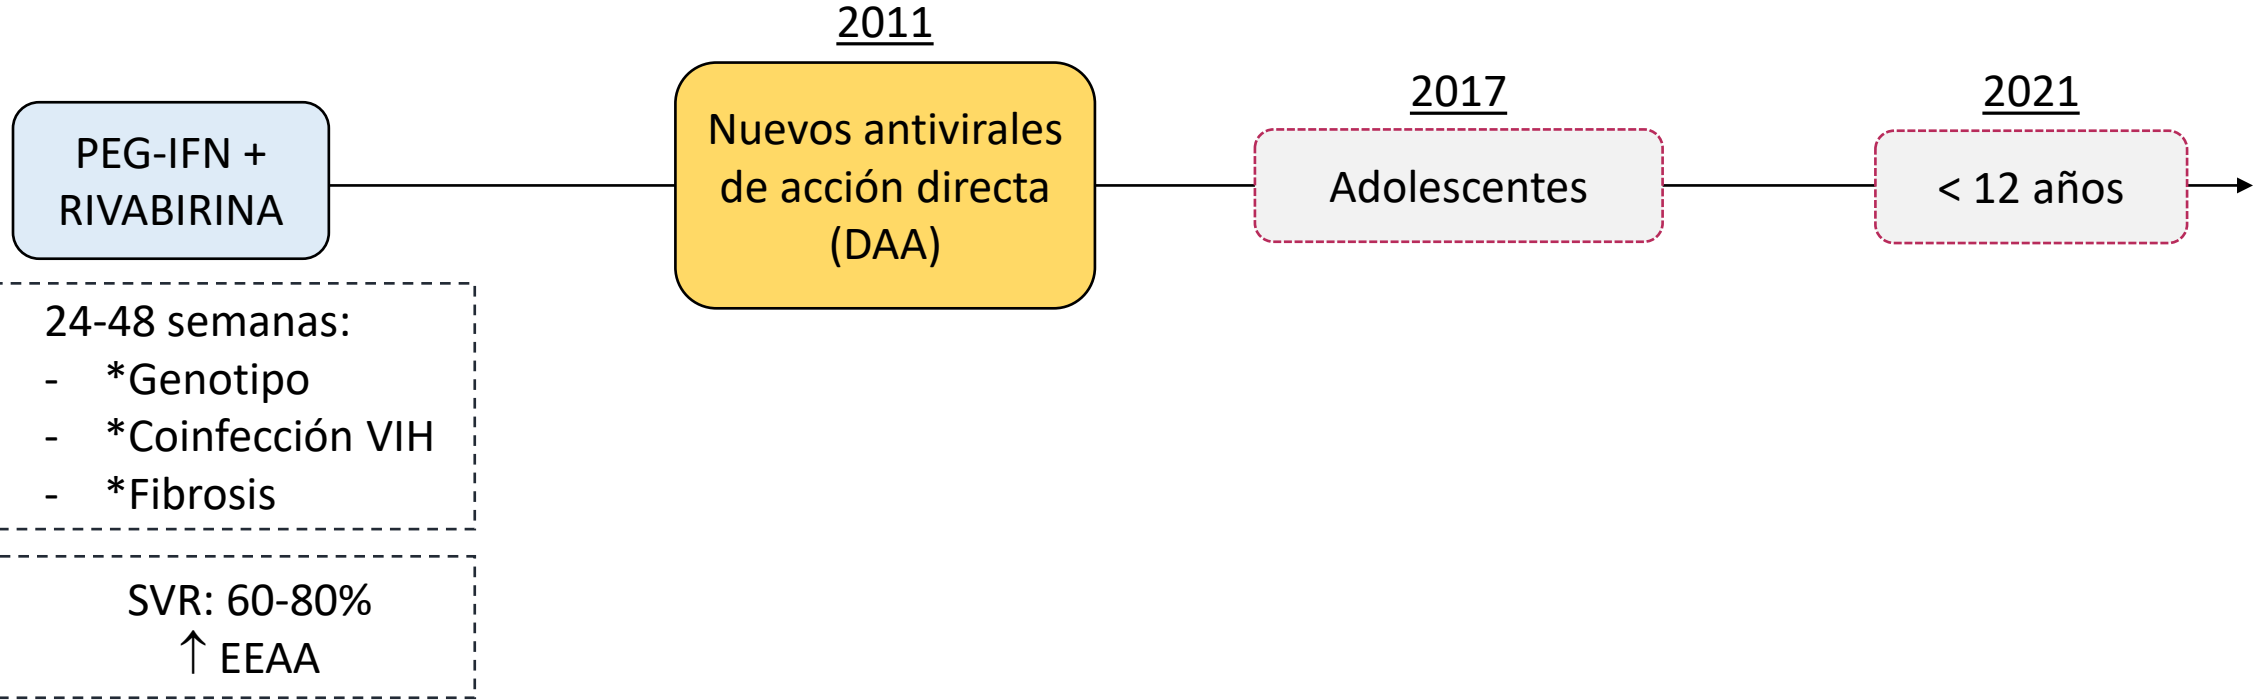 PEG-IFN +
RIVABIRINA
24-48 semanas:
- *Genotipo
- *Coinfección VIH
- *Fibrosis
SVR: 60-80%
↑ EEAA
2011
Nuevos antivirales
de acción directa
(DAA)
2017
Adolescentes
2021
< 12 años